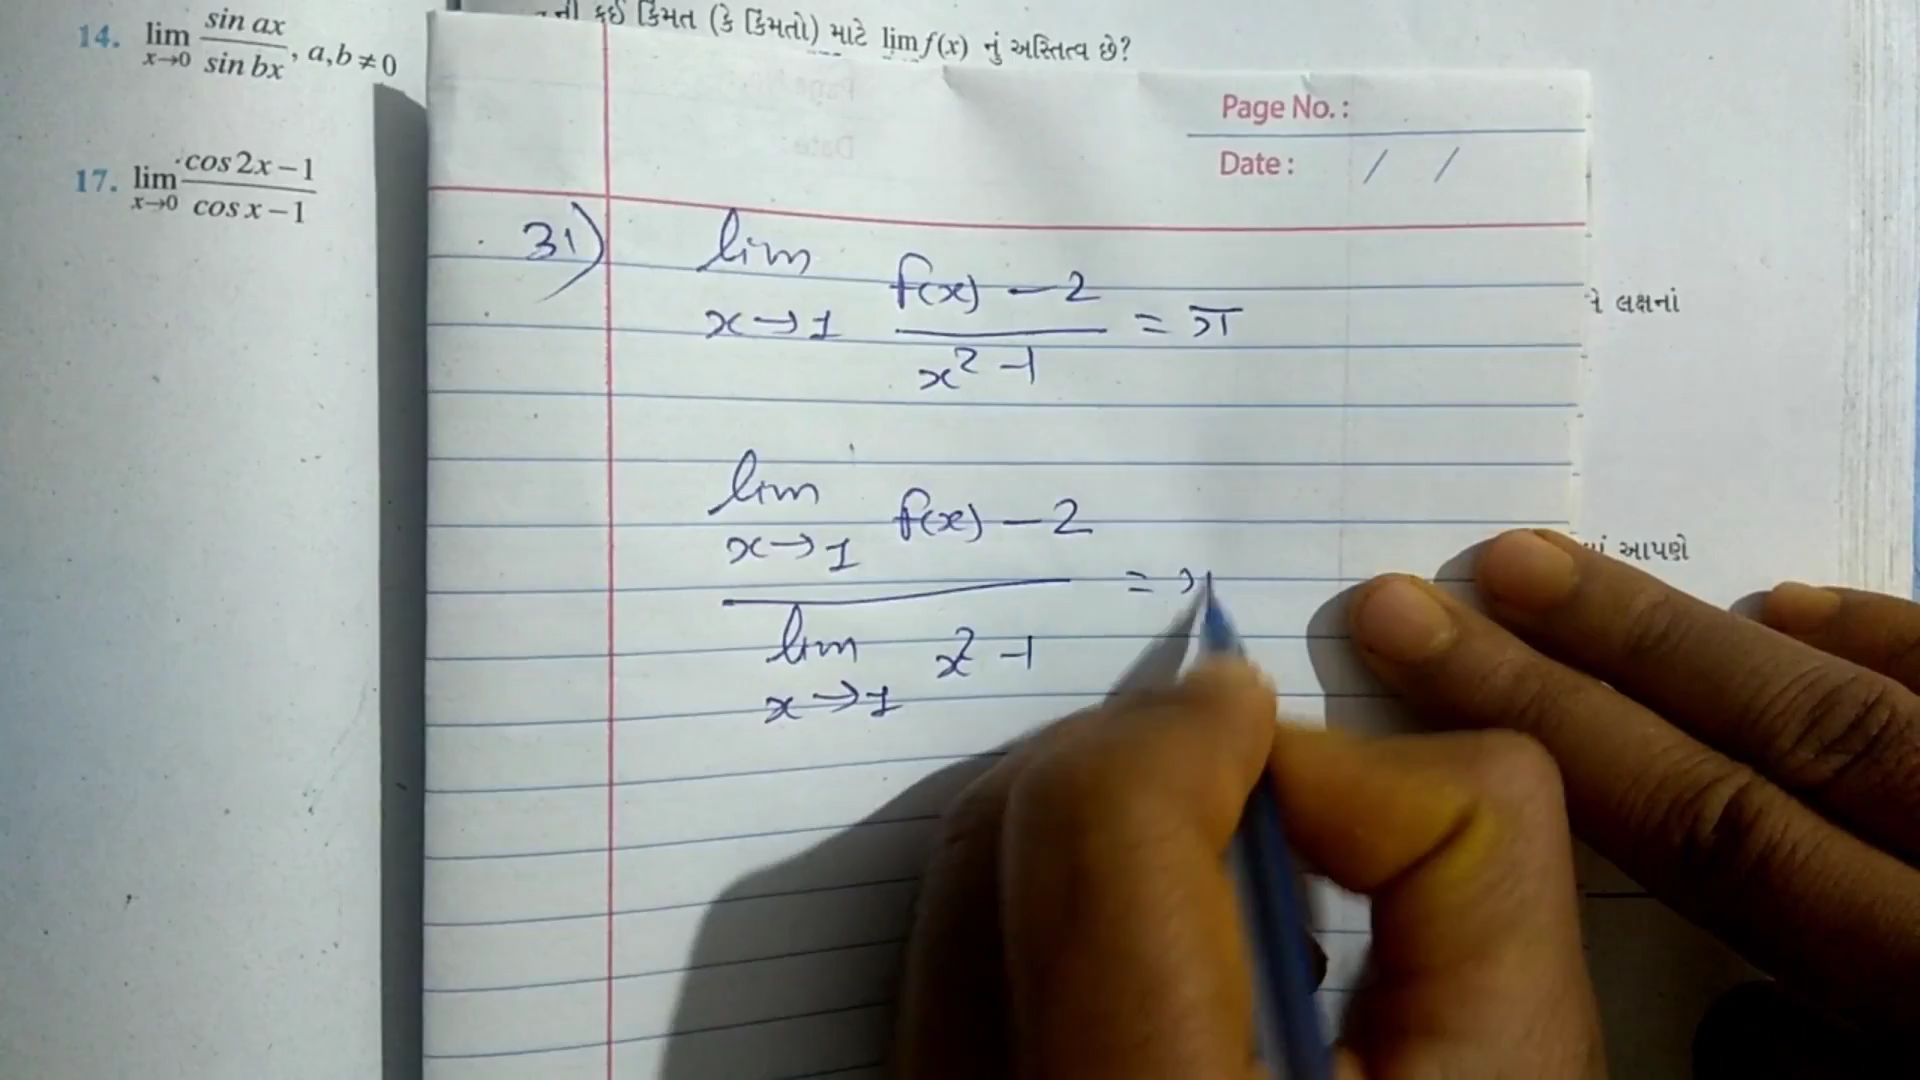 14. lim x→0 sin ax / sin bx , a, b ≠ 0
કઈ કિંમત (કે કિંમતો) માટે lim f(x) નું અસ્તિત્વ છે?
17. lim x→0 cos 2x – 1 / cos x – 1
Page No. :
Date : / /
31) lim x→1 f(x) – 2 / x² – 1 = π
લક્ષનાં
lim x→1 f(x) – 2 / lim x→1 x² – 1 =
આપણે